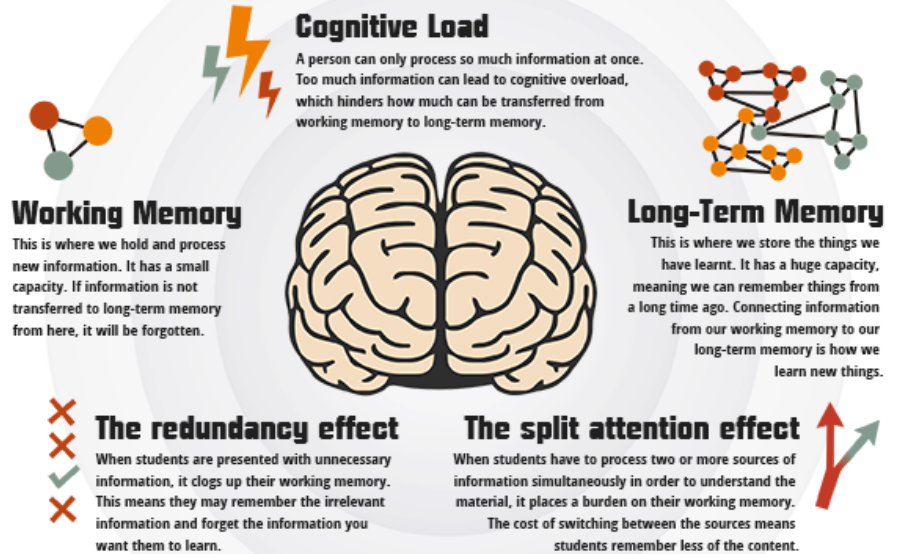 Cognitive Load
A person can only process so much information at once.
Too much information can lead to cognitive overload,
which hinders how much can be transferred from
working memory to long-term memory.
Working Memory
This is where we hold and process
new information. It has a small
capacity. If information is not
transferred to long-term memory
from here, it will be forgotten.
Long-Term Memory
This is where we store the things we
have learnt. It has a huge capacity,
meaning we can remember things from
a long time ago. Connecting information
from our working memory to our
long-term memory is how we
learn new things.
The redundancy effect
When students are presented with unnecessary
information, it clogs up their working memory.
This means they may remember the irrelevant
information and forget the information you
want them to learn.
The split attention effect
When students have to process two or more sources of
information simultaneously in order to understand the
material, it places a burden on their working memory.
The cost of switching between the sources means
students remember less of the content.